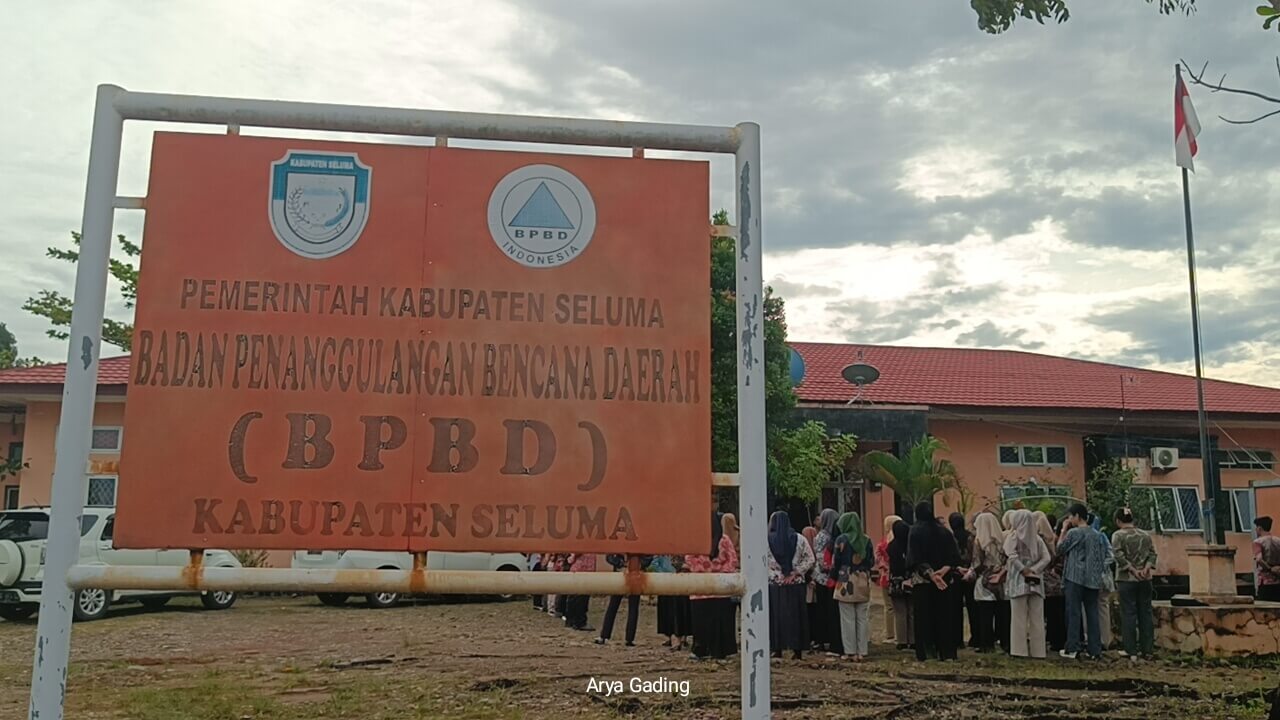 KABUPATEN SELUMA
BPBD
INDONESIA
PEMERINTAH KABUPATEN SELUMA
BADAN PENANGGULANGAN BENCANA DAERAH
(BPBD)
KABUPATEN SELUMA
Arya Gading